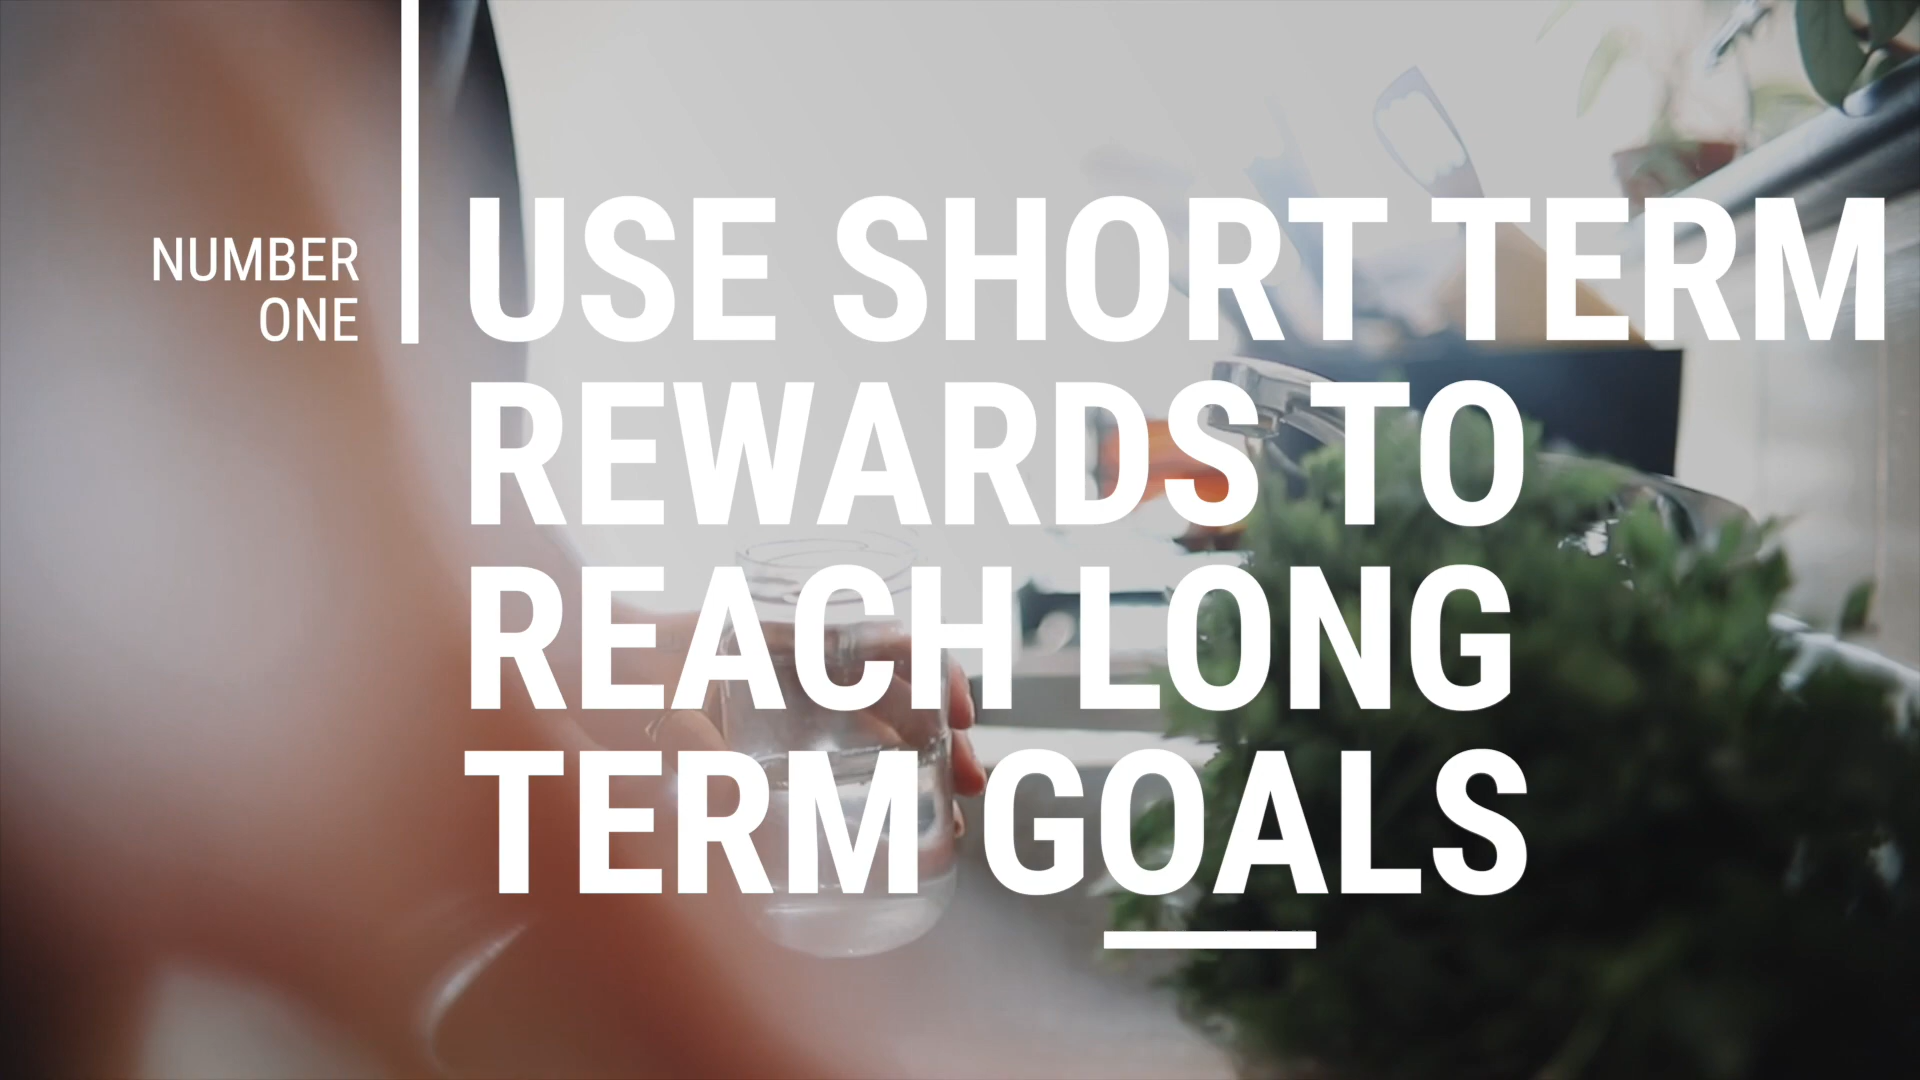 NUMBER
ONE
USE SHORT TERM
REWARDS TO
REACH LONG
TERM GOALS